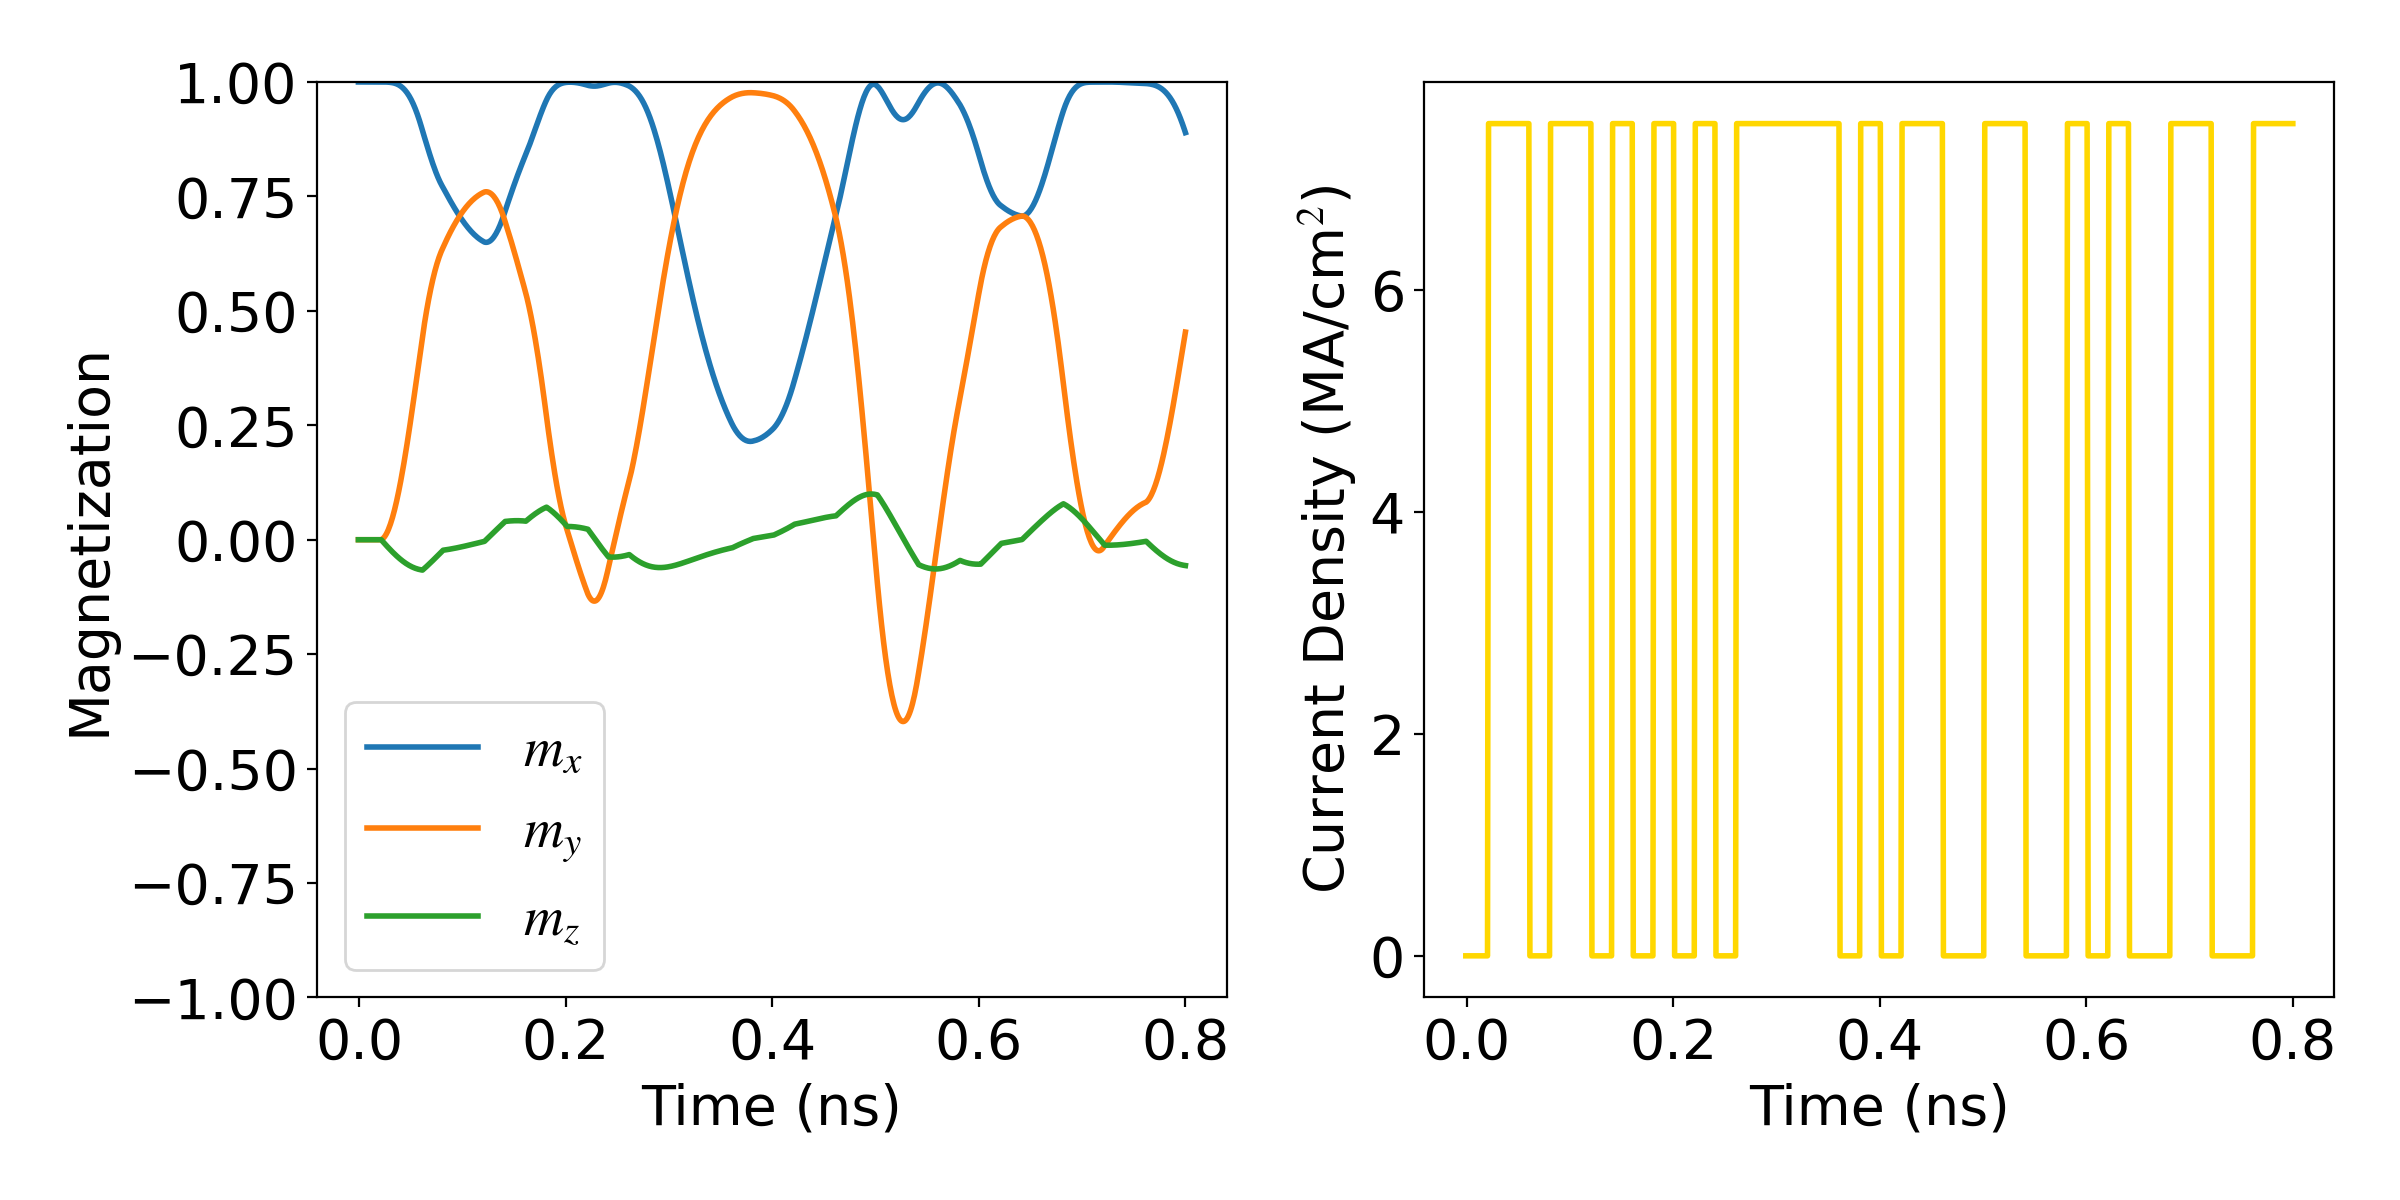 Magnetization
1.00
0.75
0.50
0.25
0.00
−0.25
−0.50
−0.75
−1.00
0.0 0.2 0.4 0.6 0.8
Time (ns)
m_x
m_y
m_z
Current Density (MA/cm²)
6
4
2
0
0.0 0.2 0.4 0.6 0.8
Time (ns)